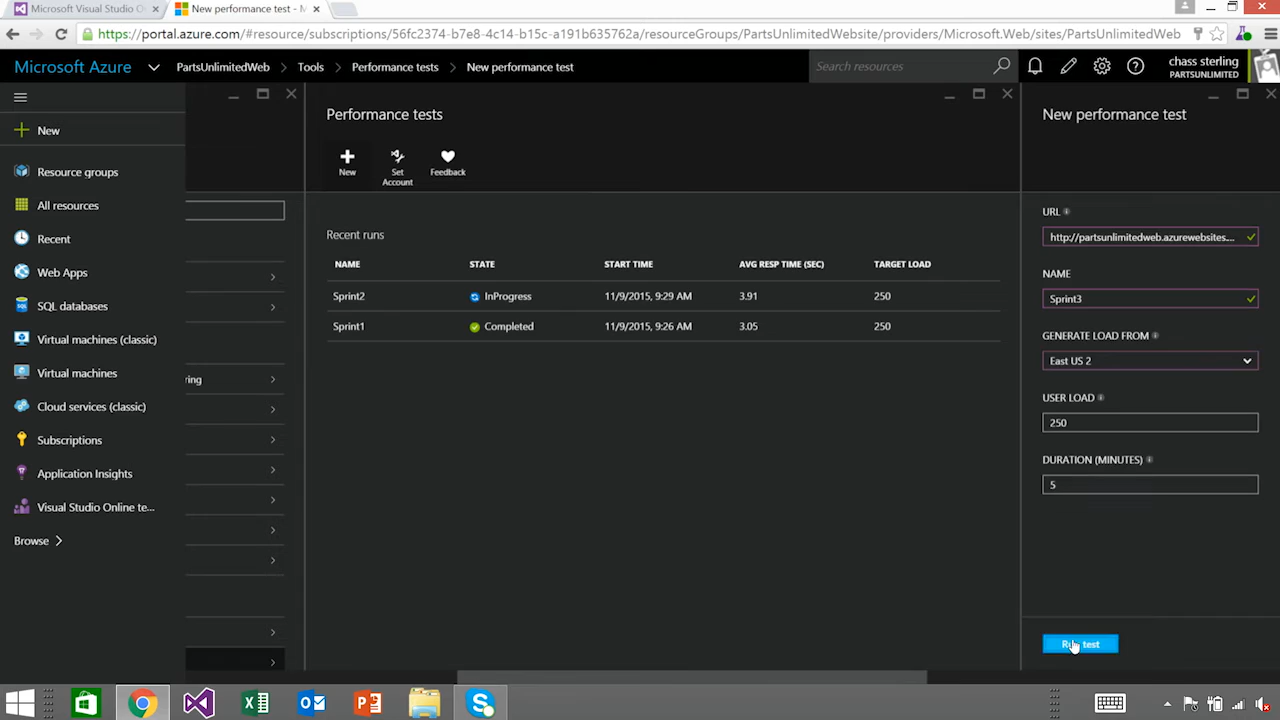 Microsoft Visual Studio O
New performance test - M
https://portal.azure.com/#resource/subscriptions/56fc2374-b7e8-4c14-b15c-a191b635762a/resourceGroups/PartsUnlimitedWebsite/providers/Microsoft.Web/sites/PartsUnlimitedWeb
Microsoft Azure
PartsUnlimitedWeb
Tools
Performance tests
New performance test
Search resources
chass sterling
PARTSUNLIMITED
New
Resource groups
All resources
Recent
Web Apps
SQL databases
Virtual machines (classic)
Virtual machines
Cloud services (classic)
Subscriptions
Application Insights
Visual Studio Online te...
Browse
ring
Performance tests
New
Set
Account
Feedback
Recent runs
NAME STATE START TIME AVG RESP TIME (SEC) TARGET LOAD
Sprint2 InProgress 11/9/2015, 9:29 AM 3.91 250
Sprint1 Completed 11/9/2015, 9:26 AM 3.05 250
New performance test
URL
http://partsunlimitedweb.azurewebsites....
NAME
Sprint3
GENERATE LOAD FROM
East US 2
USER LOAD
250
DURATION (MINUTES)
5
Run test